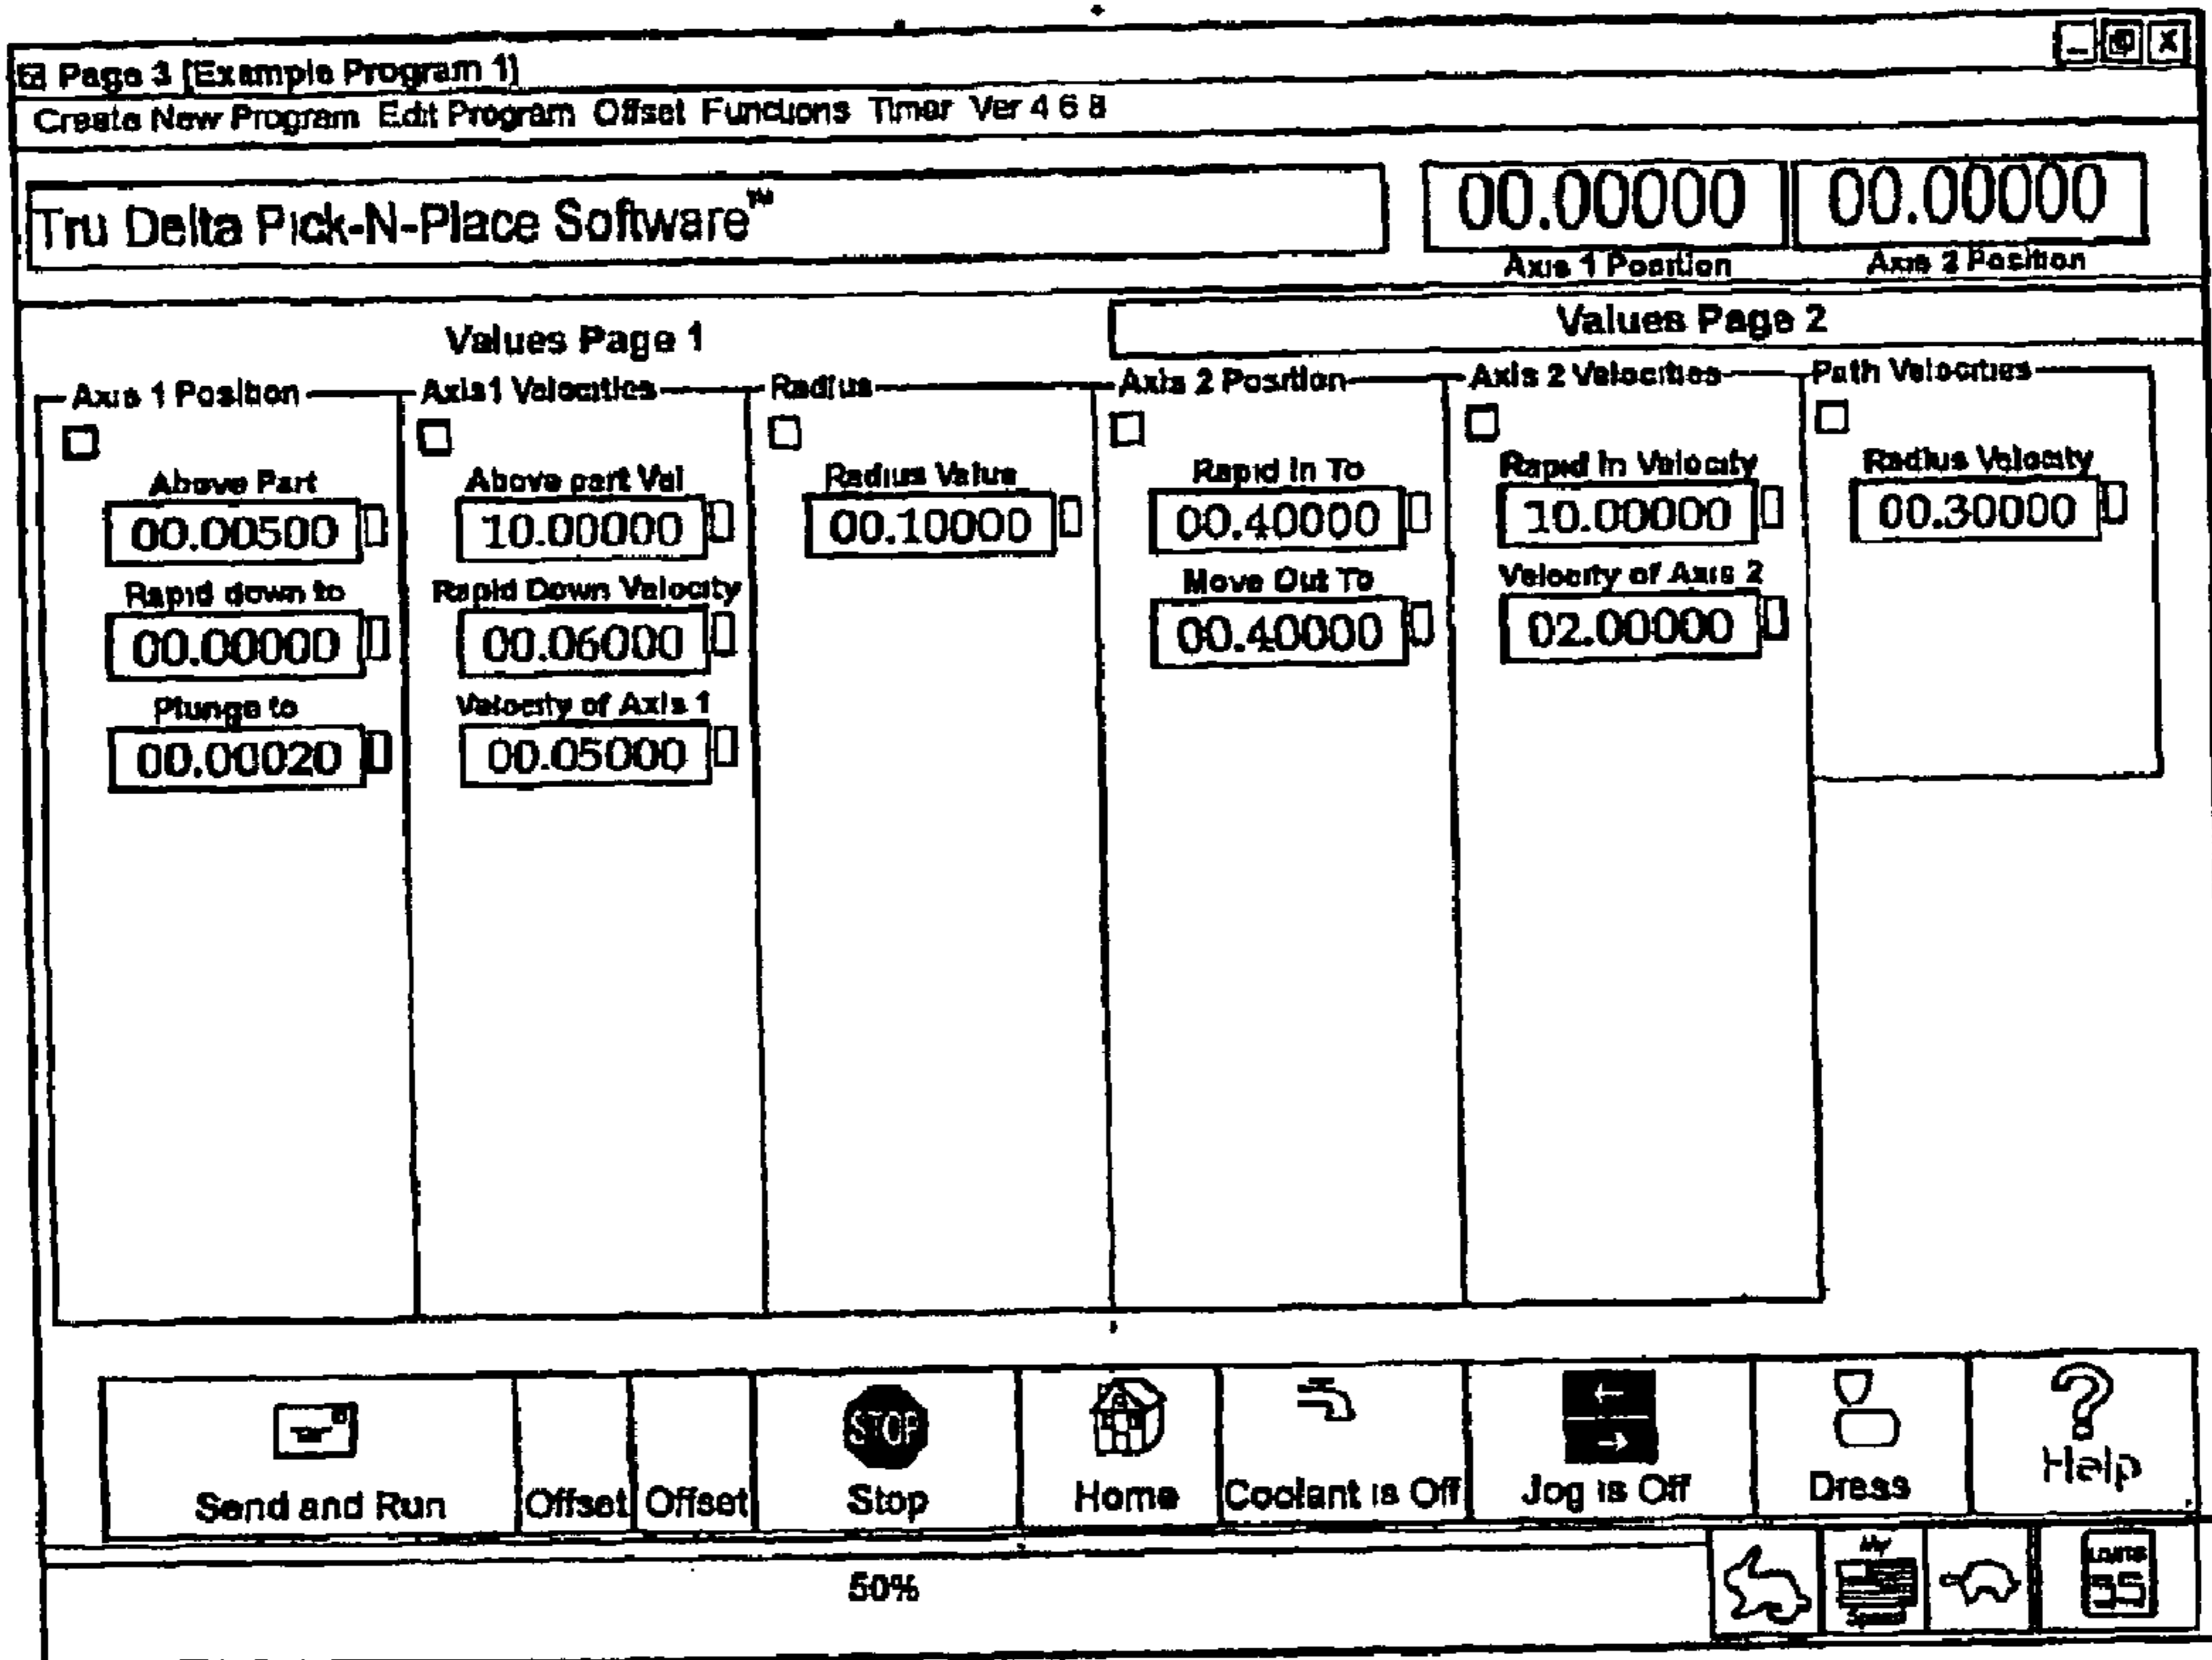 Page 3 [Example Program 1]
Create New Program Edit Program Offset Functions Timer Ver 4 6 8
Tru Delta Pick-N-Place Software™
00.00000 00.00000
Axis 1 Position Axis 2 Position
Values Page 1 Values Page 2
Axis 1 Position Axis1 Velocities Radius Axis 2 Position Axis 2 Velocities Path Velocities
Above Part Above part Val Radius Value Rapid In To Rapid In Velocity Radius Velocity
00.00500 10.00000 00.10000 00.40000 10.00000 00.30000
Rapid down to Rapid Down Velocity Move Out To Velocity of Axis 2
00.00000 00.06000 00.40000 02.00000
Plunge to Velocity of Axis 1
00.00020 00.05000
STOP
Send and Run Offset Offset Stop Home Coolant is Off Jog is Off Dress Help
50%
My
Speed